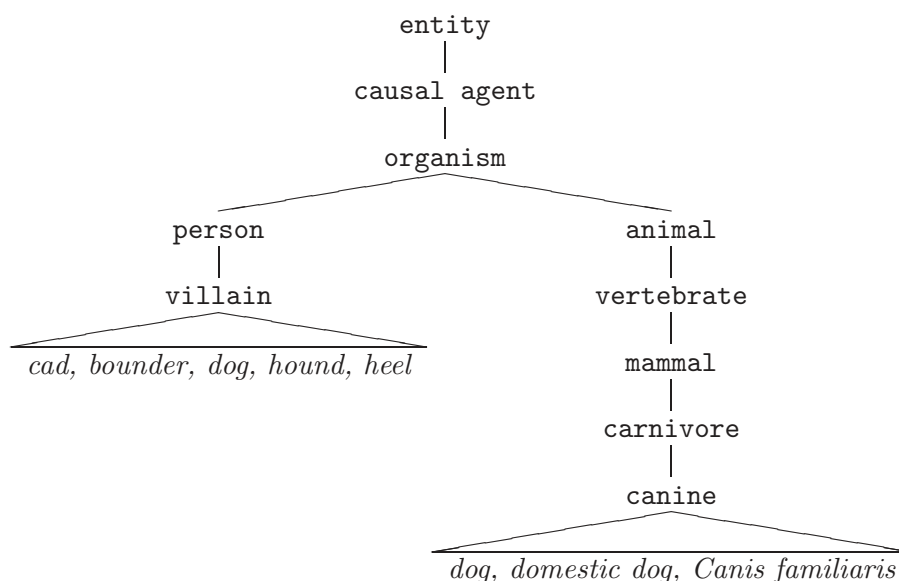 entity
causal agent
organism
person animal
villain vertebrate
cad, bounder, dog, hound, heel mammal
carnivore
canine
dog, domestic dog, Canis familiaris